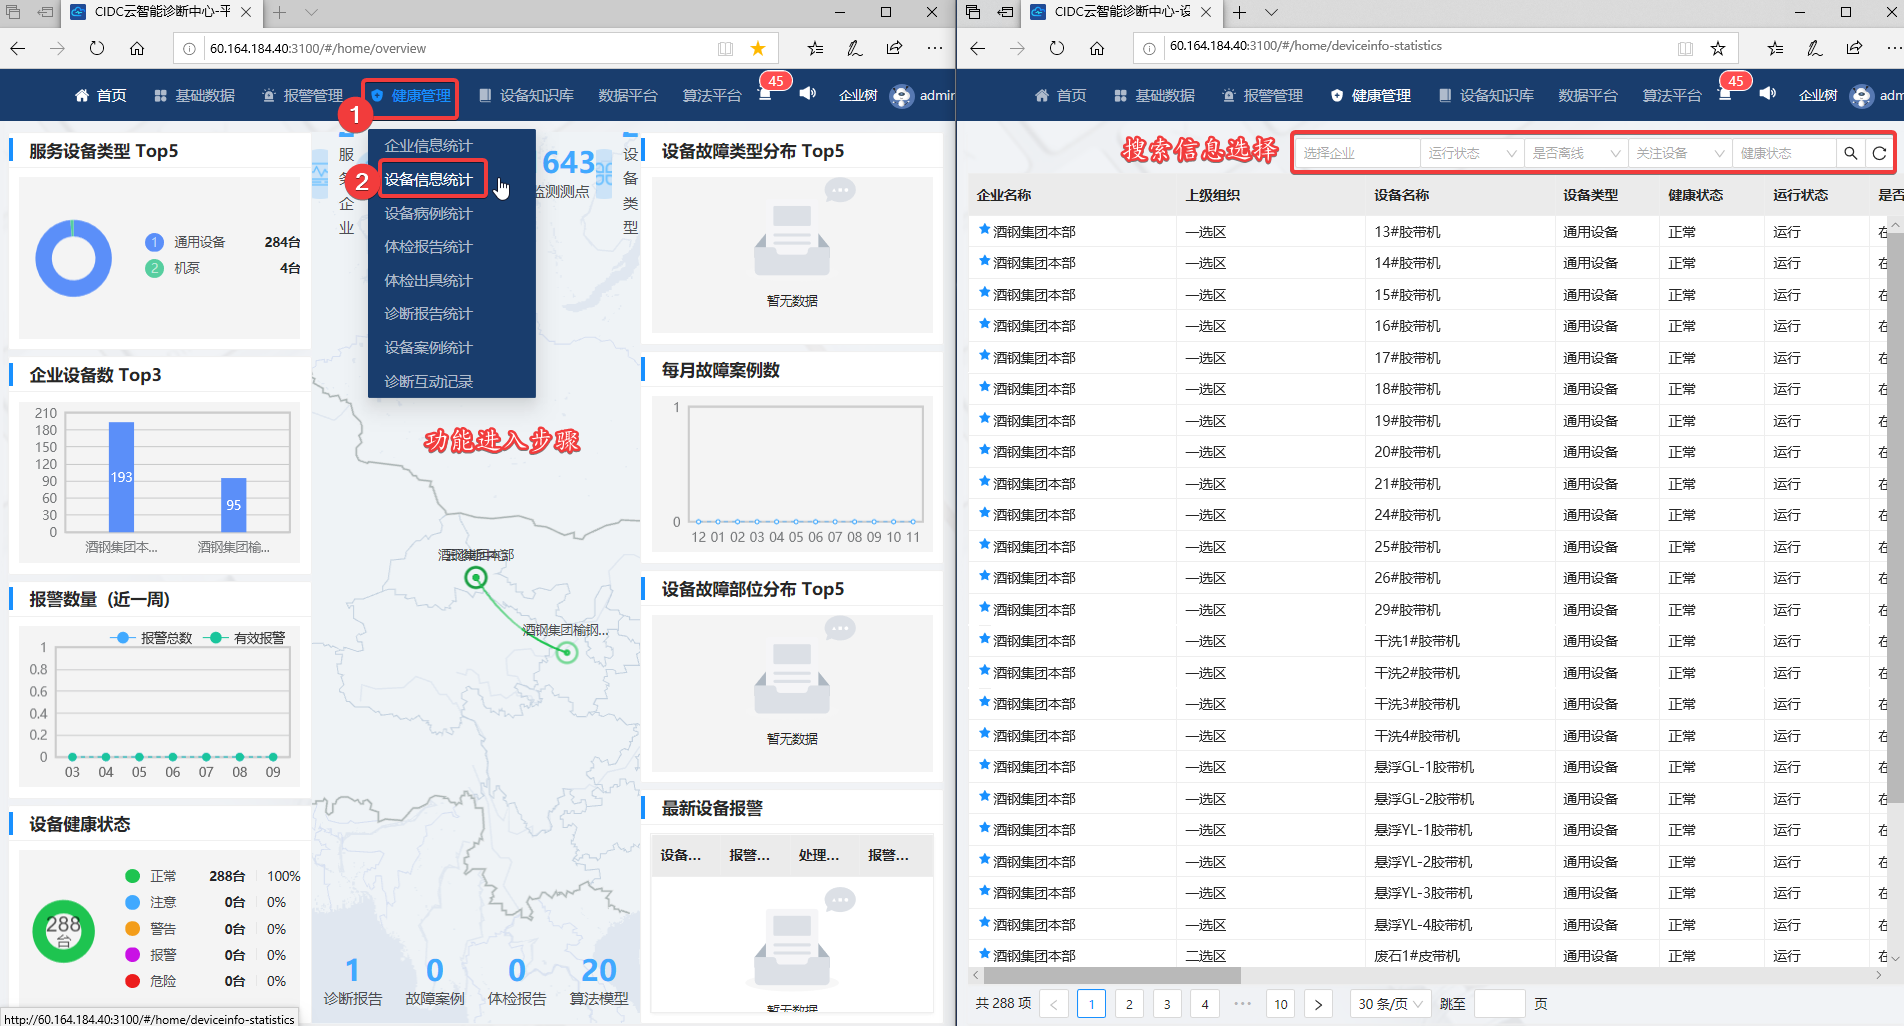 CIDC云智能诊断中心-平
60.164.184.40:3100/#/home/overview
首页 基础数据 报警管理 健康管理 设备知识库 数据平台 算法平台 45 企业树 admin
1
企业信息统计
2 设备信息统计
设备病例统计
体检报告统计
体检出具统计
诊断报告统计
设备案例统计
诊断互动记录
功能进入步骤
服务设备类型 Top5
1 通用设备 284台
2 机泵 4台
企业设备数 Top3
210
180
150
120
90
60
30
0
193
95
酒钢集团本... 酒钢集团榆...
报警数量（近一周）
报警总数 有效报警
1
0.8
0.6
0.4
0.2
0
03 04 05 06 07 08 09
设备健康状态
288
台
正常 288台 100%
注意 0台 0%
警告 0台 0%
报警 0台 0%
危险 0台 0%
http://60.164.184.40:3100/#/home/deviceinfo-statistics
服
务
企
业
643
监测测点
设
备
类
型
酒钢集团本部
酒钢集团榆钢...
1 0 0 20
诊断报告 故障案例 体检报告 算法模型
设备故障类型分布 Top5
暂无数据
每月故障案例数
1
0
12 01 02 03 04 05 06 07 08 09 10 11
设备故障部位分布 Top5
暂无数据
最新设备报警
设备... 报警... 处理... 报警...
暂无数据
CIDC云智能诊断中心-设
60.164.184.40:3100/#/home/deviceinfo-statistics
首页 基础数据 报警管理 健康管理 设备知识库 数据平台 算法平台 45 企业树 adm
搜索信息选择
选择企业 运行状态 是否离线 关注设备 健康状态
企业名称 上级组织 设备名称 设备类型 健康状态 运行状态 是否
酒钢集团本部 一选区 13#胶带机 通用设备 正常 运行 在
酒钢集团本部 一选区 14#胶带机 通用设备 正常 运行 在
酒钢集团本部 一选区 15#胶带机 通用设备 正常 运行 在
酒钢集团本部 一选区 16#胶带机 通用设备 正常 运行 在
酒钢集团本部 一选区 17#胶带机 通用设备 正常 运行 在
酒钢集团本部 一选区 18#胶带机 通用设备 正常 运行 在
酒钢集团本部 一选区 19#胶带机 通用设备 正常 运行 在
酒钢集团本部 一选区 20#胶带机 通用设备 正常 运行 在
酒钢集团本部 一选区 21#胶带机 通用设备 正常 运行 在
酒钢集团本部 一选区 24#胶带机 通用设备 正常 运行 在
酒钢集团本部 一选区 25#胶带机 通用设备 正常 运行 在
酒钢集团本部 一选区 26#胶带机 通用设备 正常 运行 在
酒钢集团本部 一选区 29#胶带机 通用设备 正常 运行 在
酒钢集团本部 一选区 干洗1#胶带机 通用设备 正常 运行 在
酒钢集团本部 一选区 干洗2#胶带机 通用设备 正常 运行 在
酒钢集团本部 一选区 干洗3#胶带机 通用设备 正常 运行 在
酒钢集团本部 一选区 干洗4#胶带机 通用设备 正常 运行 在
酒钢集团本部 一选区 悬浮GL-1胶带机 通用设备 正常 运行 在
酒钢集团本部 一选区 悬浮GL-2胶带机 通用设备 正常 运行 在
酒钢集团本部 一选区 悬浮YL-1胶带机 通用设备 正常 运行 在
酒钢集团本部 一选区 悬浮YL-2胶带机 通用设备 正常 运行 在
酒钢集团本部 一选区 悬浮YL-3胶带机 通用设备 正常 运行 在
酒钢集团本部 一选区 悬浮YL-4胶带机 通用设备 正常 运行 在
酒钢集团本部 二选区 废石1#皮带机 通用设备 正常 运行 在
共 288 项 1 2 3 4 ••• 10 30 条/页 跳至 页